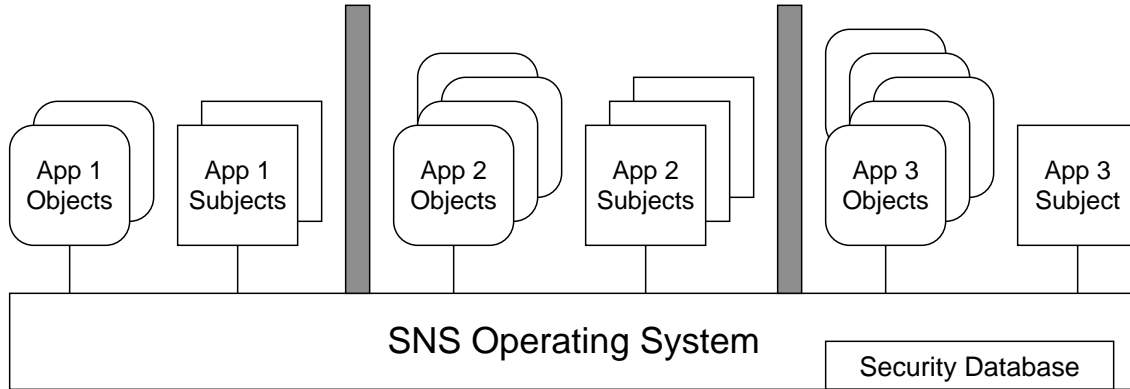 App 1
Objects
App 1
Subjects
App 2
Objects
App 2
Subjects
App 3
Objects
App 3
Subject
SNS Operating System
Security Database